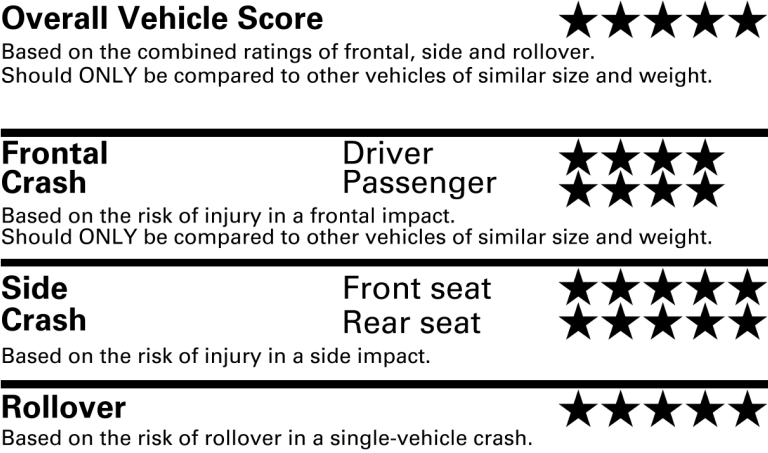 Overall Vehicle Score ★★★★★
Based on the combined ratings of frontal, side and rollover.
Should ONLY be compared to other vehicles of similar size and weight.
Frontal Driver ★★★★
Crash Passenger ★★★★
Based on the risk of injury in a frontal impact.
Should ONLY be compared to other vehicles of similar size and weight.
Side Front seat ★★★★★
Crash Rear seat ★★★★★
Based on the risk of injury in a side impact.
Rollover ★★★★★
Based on the risk of rollover in a single-vehicle crash.